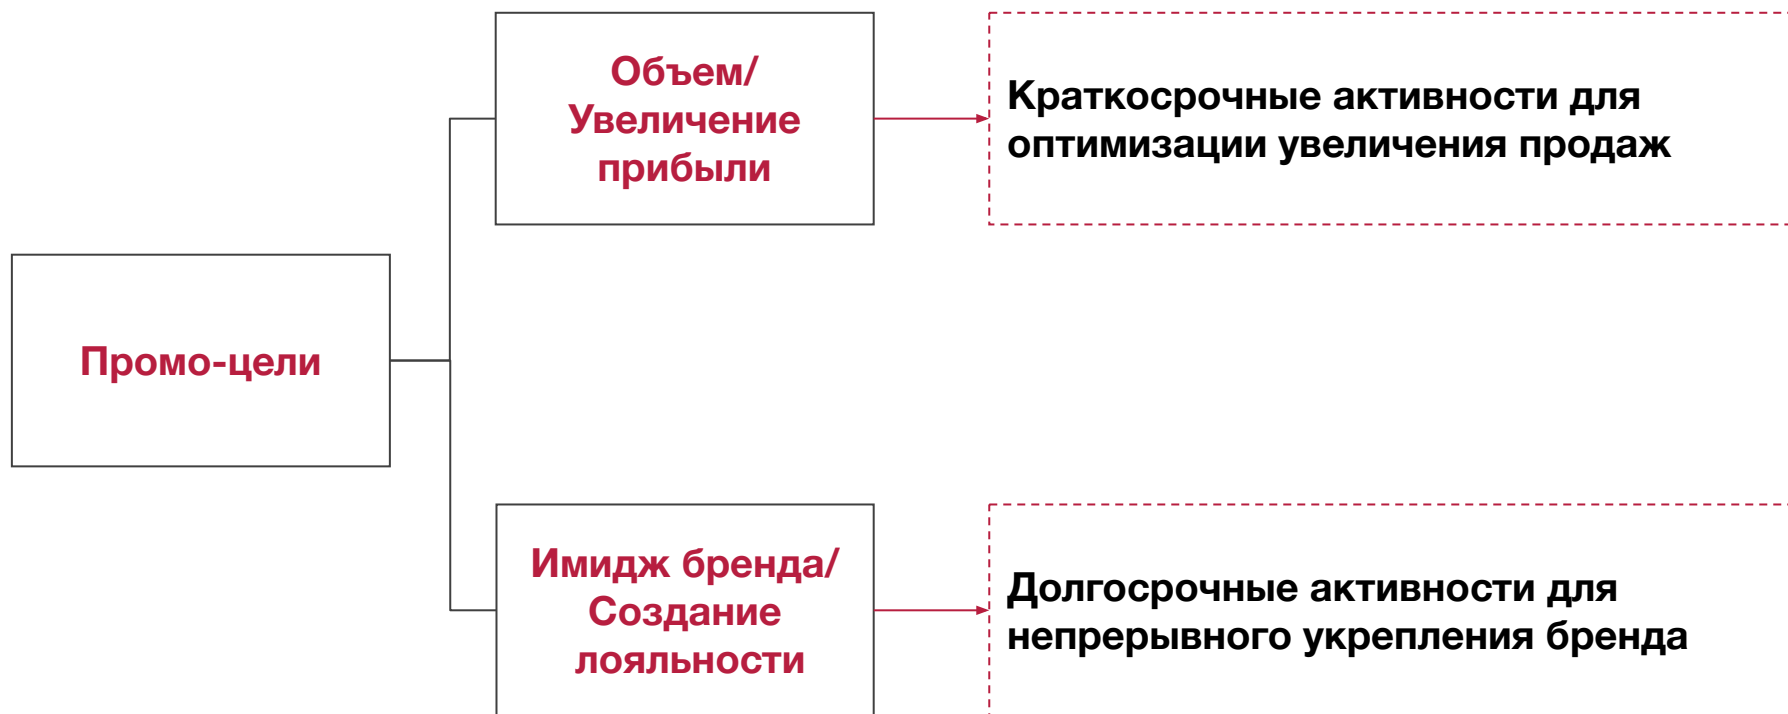 Объем/
Увеличение
прибыли
Краткосрочные активности для
оптимизации увеличения продаж
Промо-цели
Имидж бренда/
Создание
лояльности
Долгосрочные активности для
непрерывного укрепления бренда